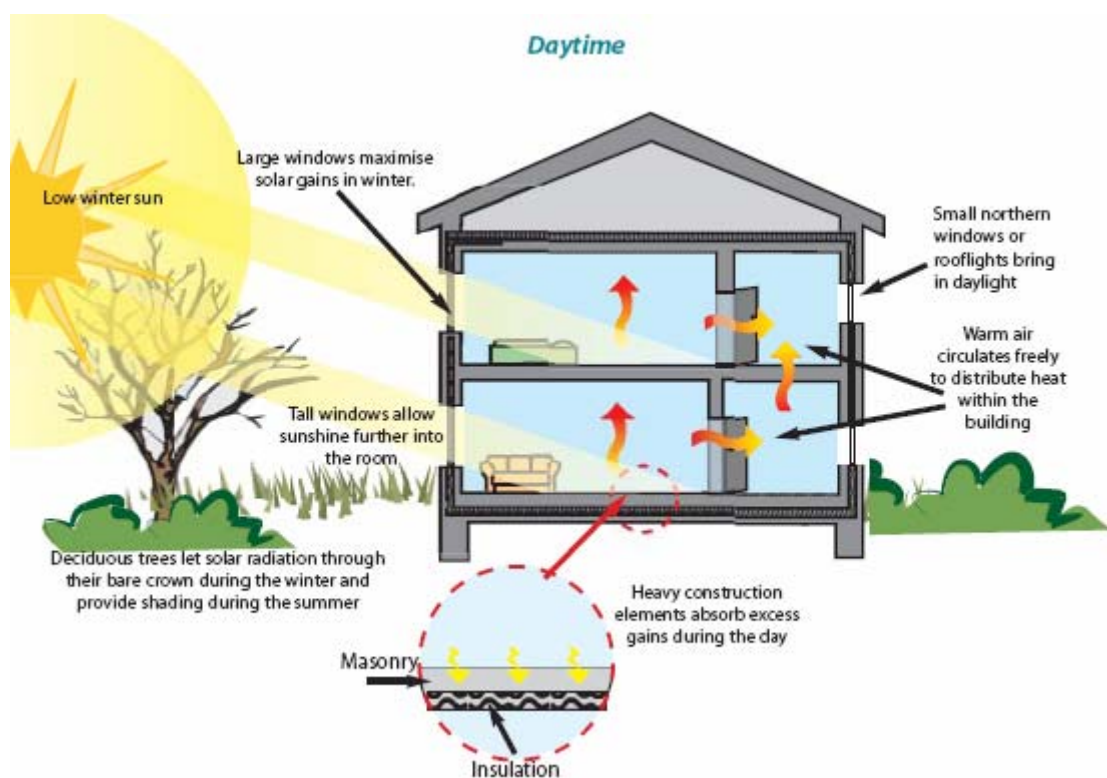 Daytime
Large windows maximise
solar gains in winter.
Low winter sun
Small northern
windows or
rooflights bring
in daylight
Warm air
circulates freely
to distribute heat
within the
building
Tall windows allow
sunshine further into
the room
Deciduous trees let solar radiation through
their bare crown during the winter and
provide shading during the summer
Heavy construction
elements absorb excess
gains during the day
Masonry
Insulation